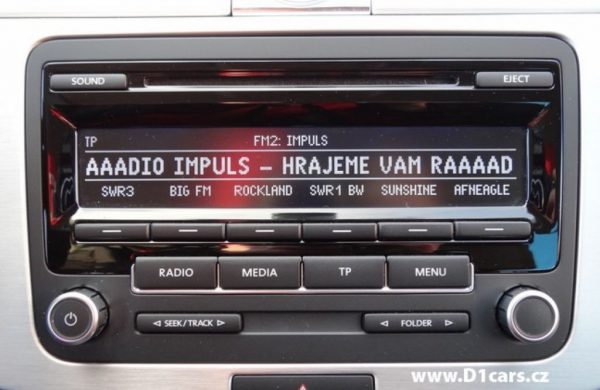 SOUND
EJECT
TP FM2: IMPULS
AAADIO IMPULS – HRAJEME VAM RAAAAD
SWR3 BIG FM ROCKLAND SWR1 BW SUNSHINE AFNEAGLE
RADIO MEDIA TP MENU
◁ SEEK/TRACK ▷ ◁ FOLDER ▷
www.D1cars.cz